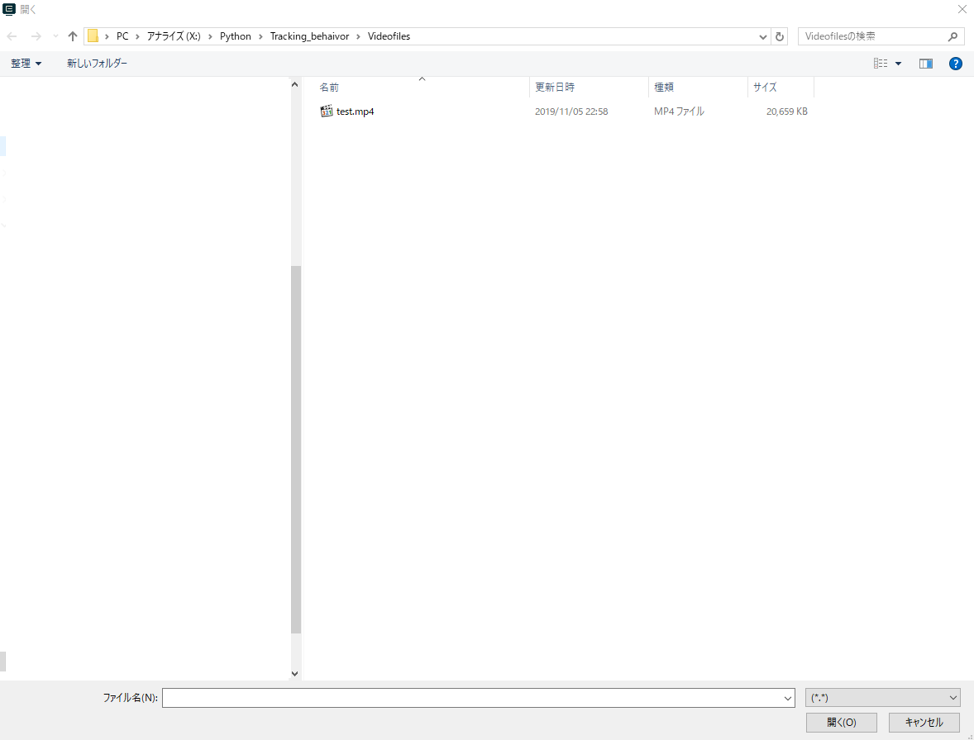 開く
PC › アナライズ (X:) › Python › Tracking_behaivor › Videofiles
Videofilesの検索
整理 新しいフォルダー
名前 更新日時 種類 サイズ
test.mp4 2019/11/05 22:58 MP4 ファイル 20,659 KB
ファイル名(N): (*.*)
開く(O) キャンセル